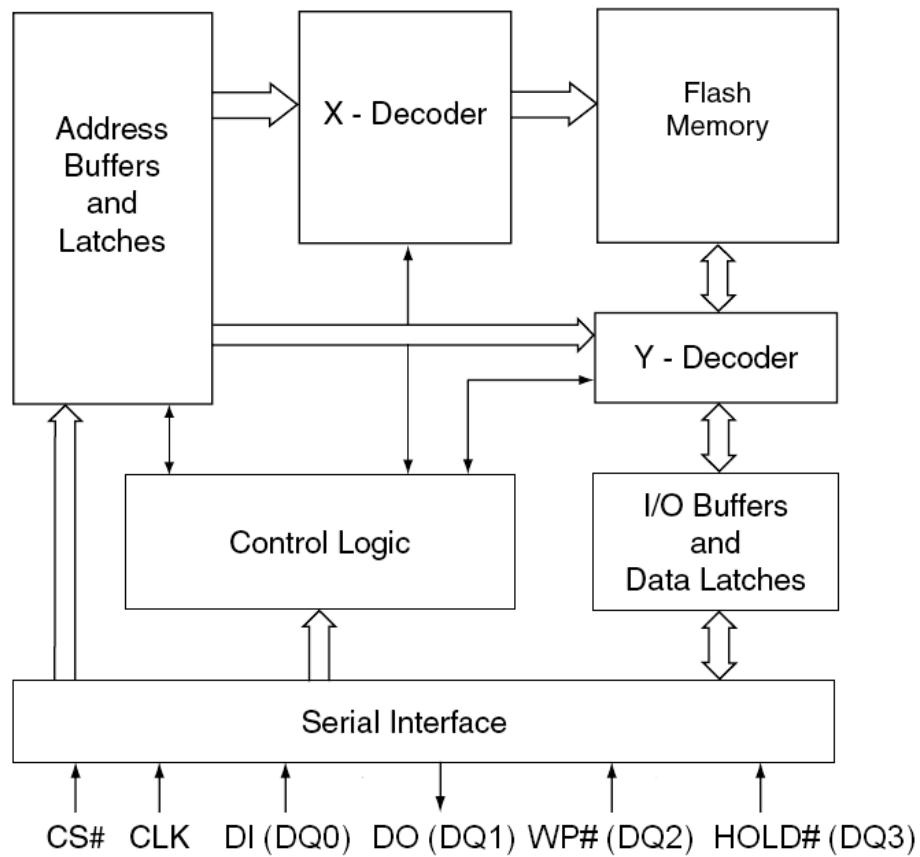 Address
Buffers
and
Latches
X - Decoder
Flash
Memory
Y - Decoder
Control Logic
I/O Buffers
and
Data Latches
Serial Interface
CS# CLK DI (DQ0) DO (DQ1) WP# (DQ2) HOLD# (DQ3)